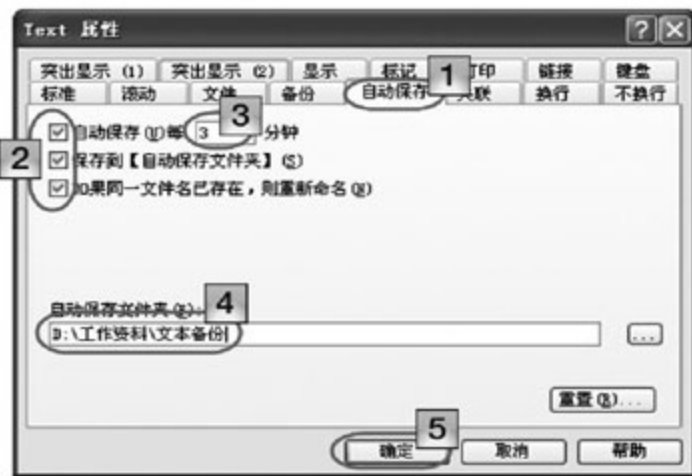 Text 属性
突出显示 (1) 突出显示 (2) 显示 标记 打印 链接 键盘
标准 滚动 文件 备份 自动保存 关联 换行 不换行
1
自动保存(U)每 3 分钟
3
2
保存到【自动保存文件夹】(S)
如果同一文件名已存在，则重新命名(N)
自动保存文件夹(F):
4
D:\工作资料\文本备份
...
重置(R)...
5
确定 取消 帮助